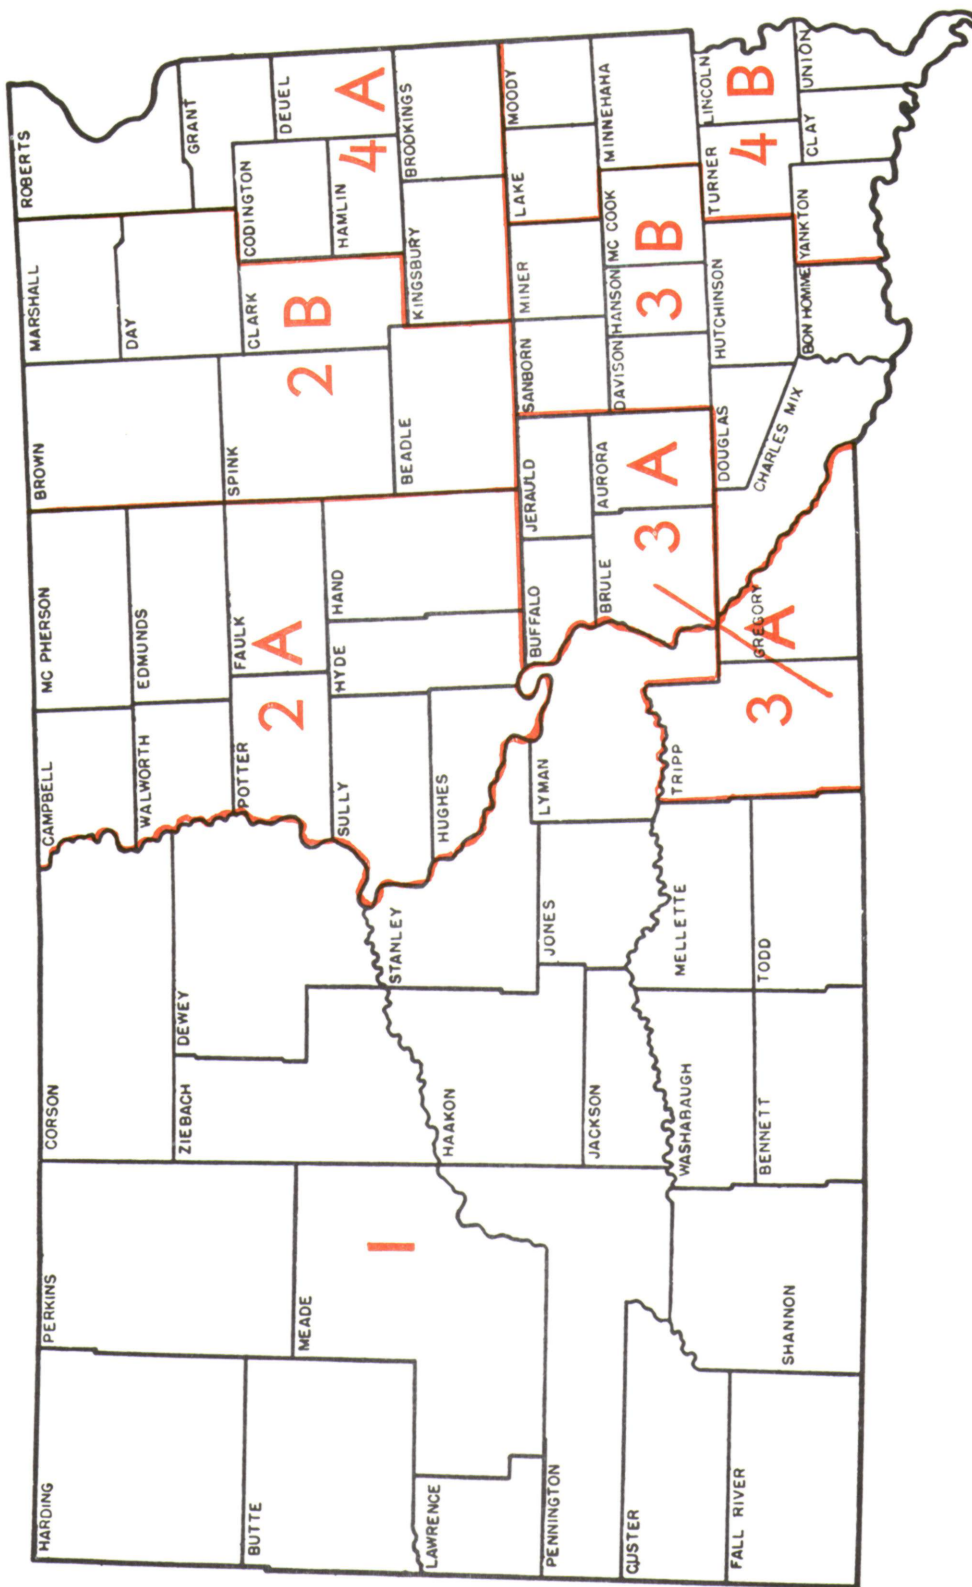 HARDING
PERKINS
CORSON
CAMPBELL
MC PHERSON
BROWN
MARSHALL
ROBERTS
WALWORTH
EDMUNDS
DAY
GRANT
BUTTE
ZIEBACH
DEWEY
POTTER
FAULK
SPINK
CLARK
CODINGTON
DEUEL
2 A
2 B
HAMLIN
4 A
MEADE
1
SULLY
HYDE
HAND
BEADLE
KINGSBURY
BROOKINGS
LAWRENCE
HAAKON
STANLEY
HUGHES
PENNINGTON
JACKSON
JONES
LYMAN
BUFFALO
JERAULD
SANBORN
MINER
LAKE
MOODY
BRULE
AURORA
DAVISON
HANSON
MC COOK
MINNEHAHA
3 A
3 B
CUSTER
WASHABAUGH
MELLETTE
TRIPP
GREGORY
DOUGLAS
HUTCHINSON
TURNER
LINCOLN
3 A
4 B
FALL RIVER
SHANNON
BENNETT
TODD
CHARLES MIX
BON HOMME
YANKTON
CLAY
UNION